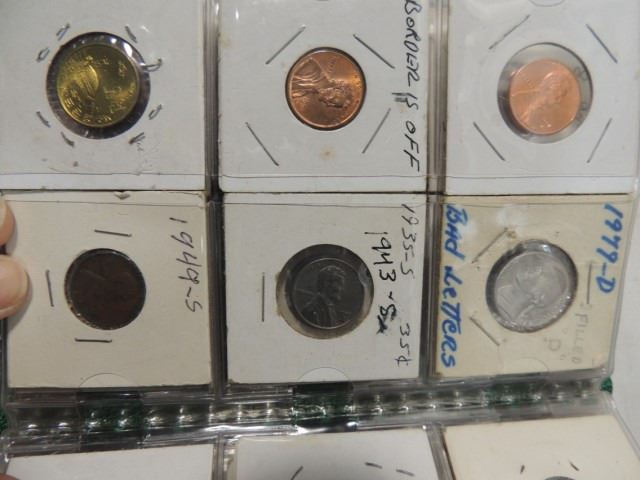 BORDER IS OFF
1949-S
1935-S
1943-S
35¢
1979-D
BAD LETTERS
FILLED
"D"